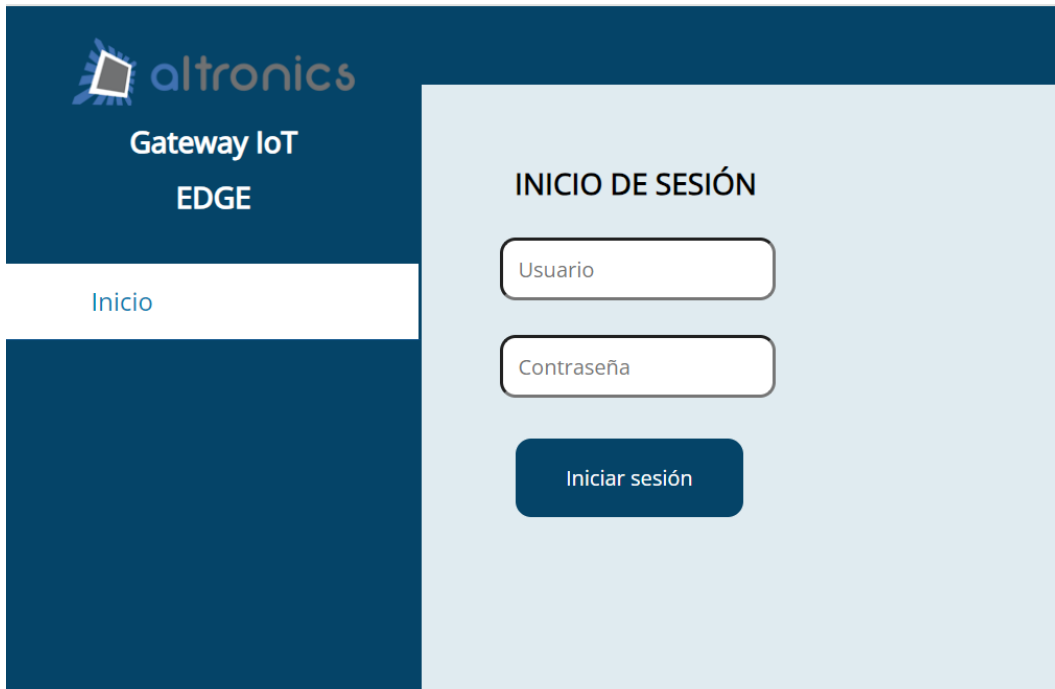 altronics
Gateway IoT
EDGE
Inicio
INICIO DE SESIÓN
Usuario
Contraseña
Iniciar sesión